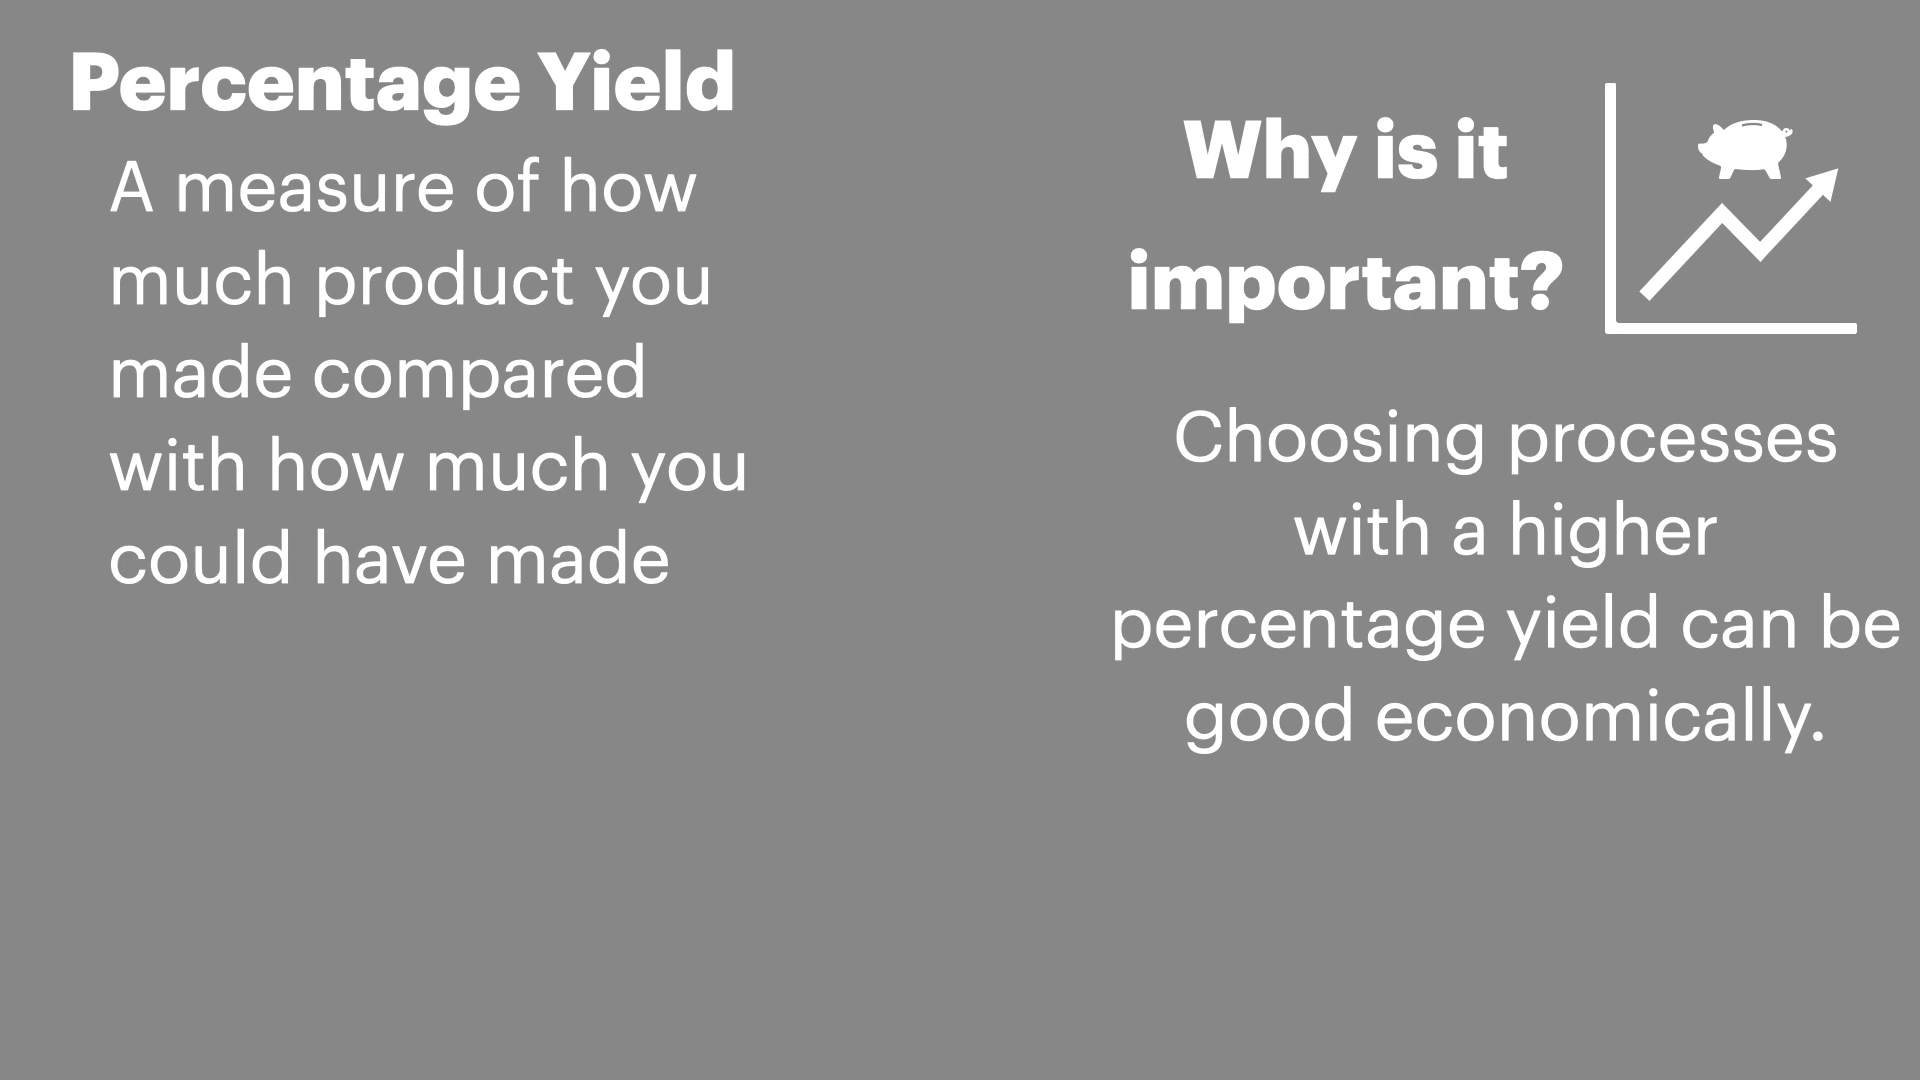 Percentage Yield
A measure of how
much product you
made compared
with how much you
could have made
Why is it
important?
Choosing processes
with a higher
percentage yield can be
good economically.